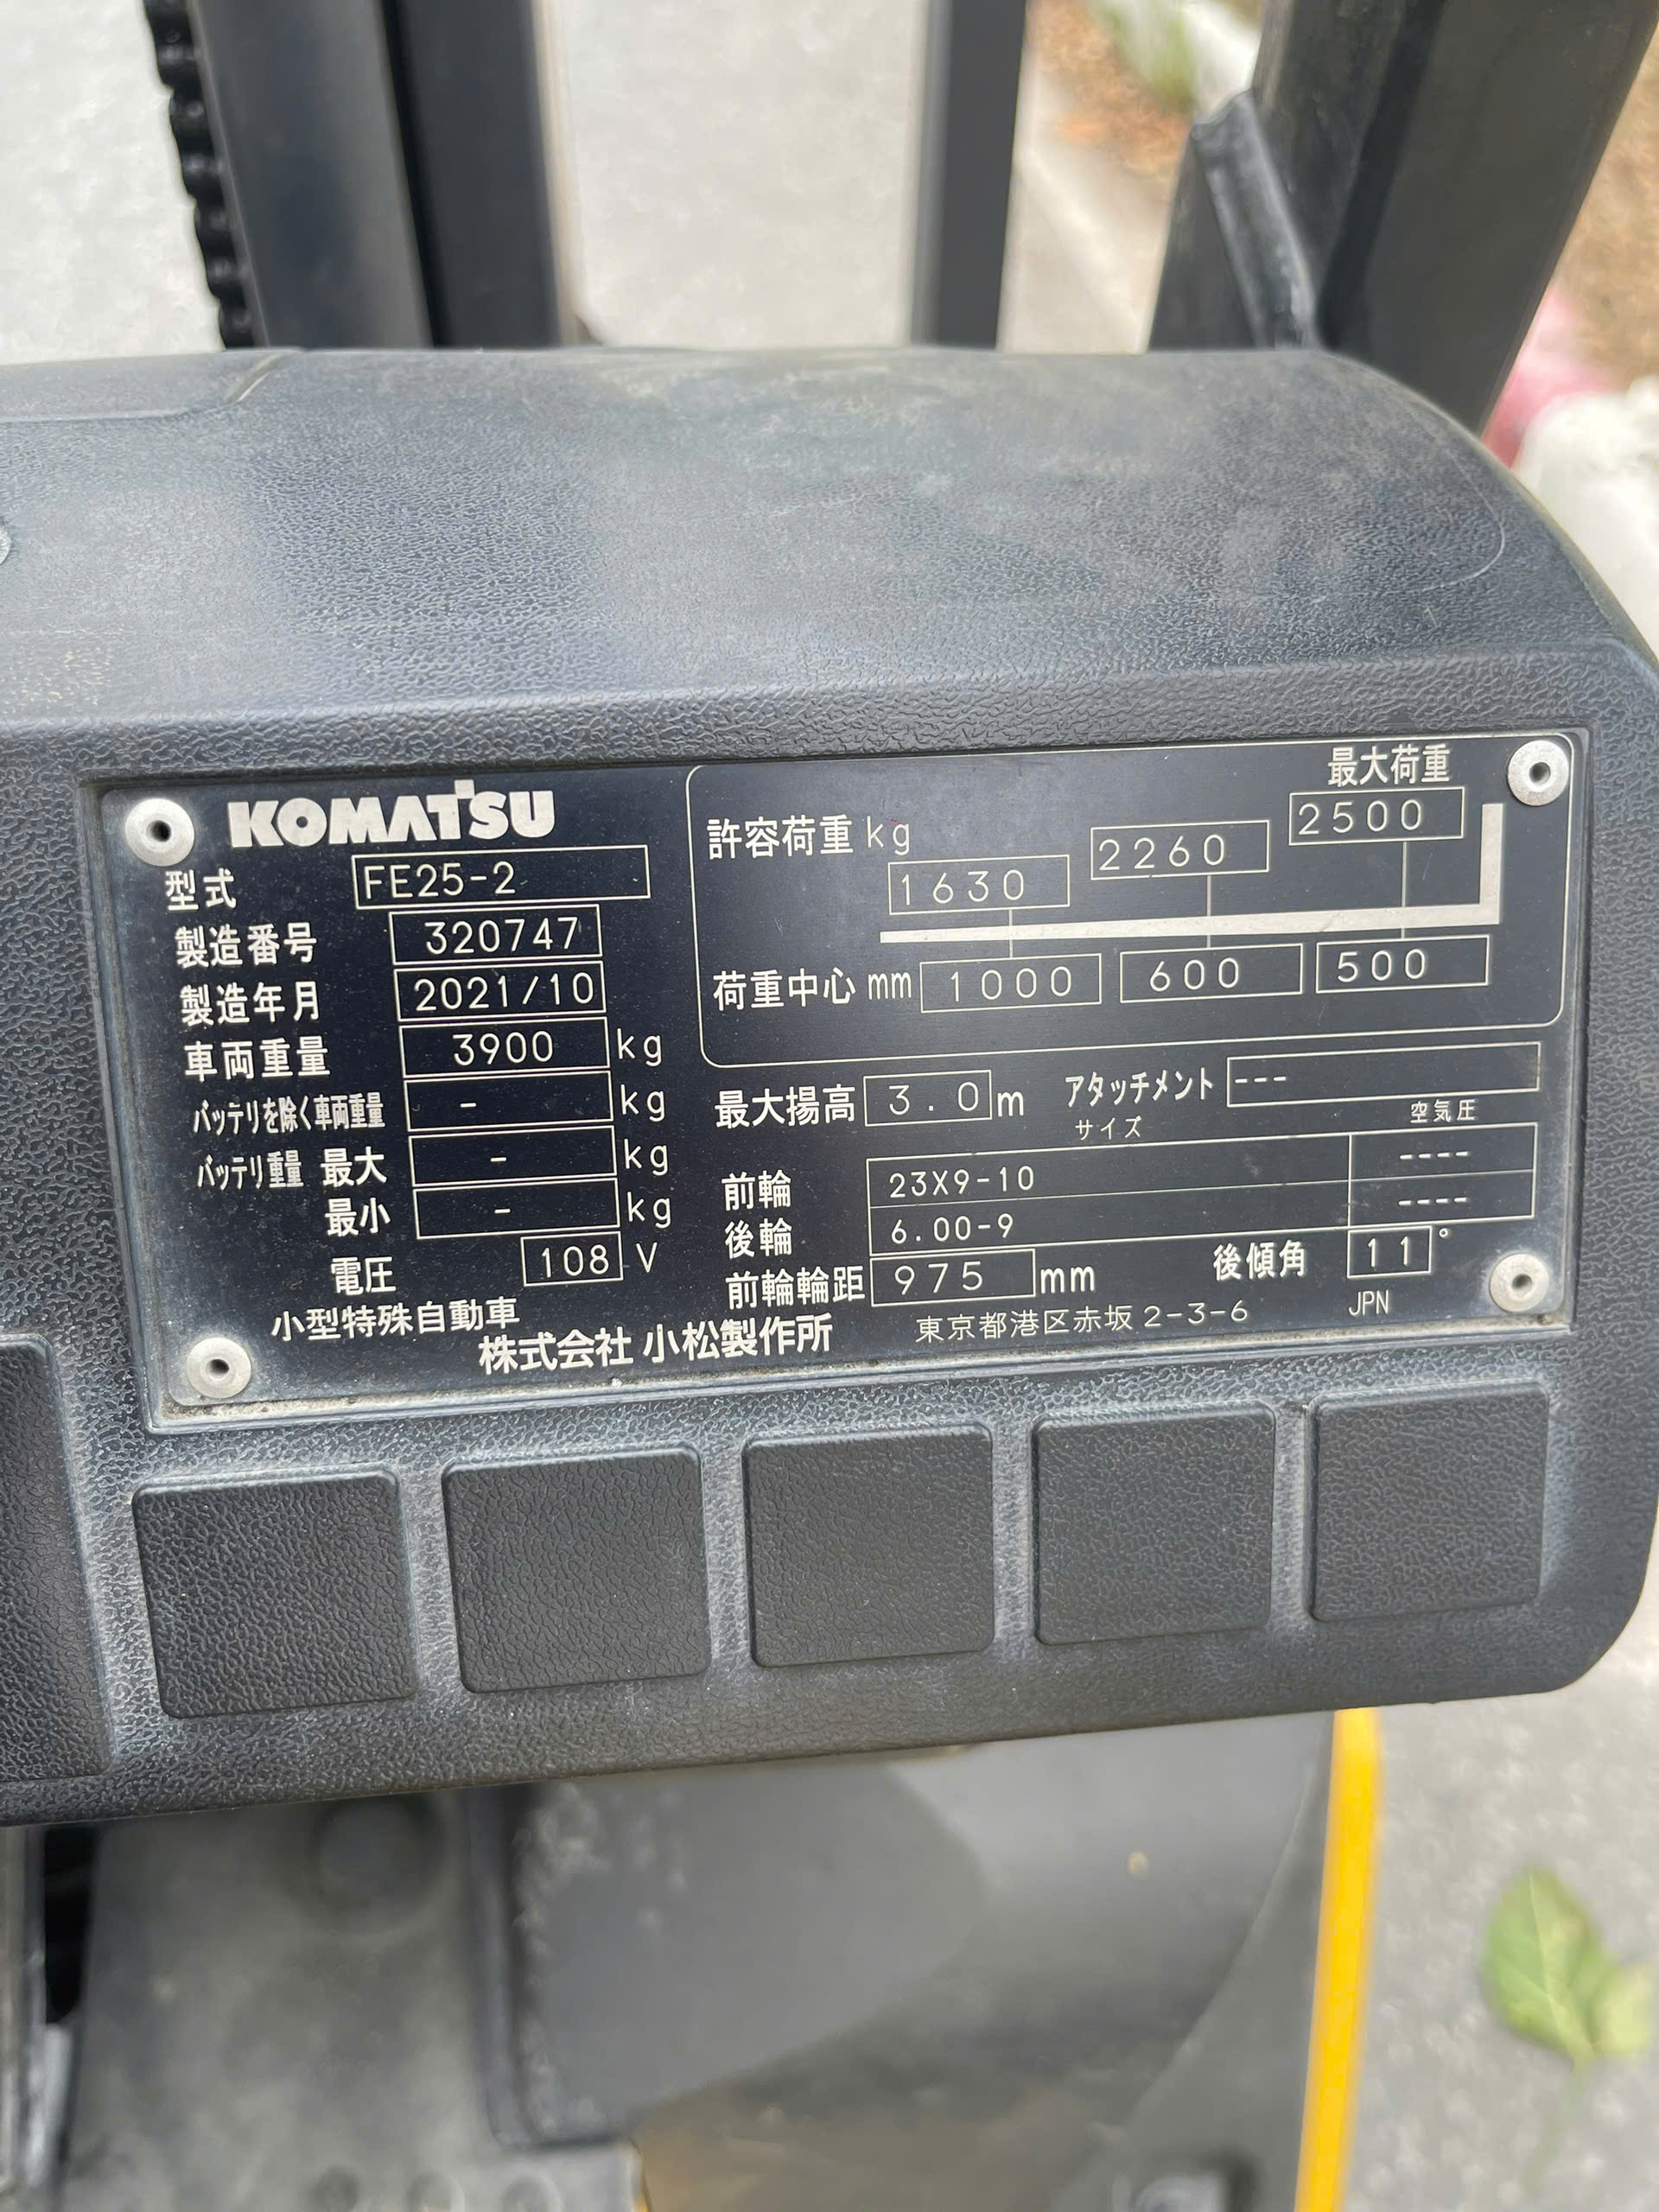 KOMATSU
型式 FE25-2
製造番号 320747
製造年月 2021/10
車両重量 3900 kg
バッテリを除く車両重量 - kg
バッテリ重量 最大 - kg
最小 - kg
電圧 108 V
小型特殊自動車
最大荷重
許容荷重 kg 1630 2260 2500
荷重中心 mm 1000 600 500
最大揚高 3.0 m アタッチメント ---
サイズ 空気圧
前輪 23X9-10 ----
後輪 6.00-9 ----
前輪輪距 975 mm 後傾角 11°
株式会社 小松製作所 東京都港区赤坂2-3-6 JPN